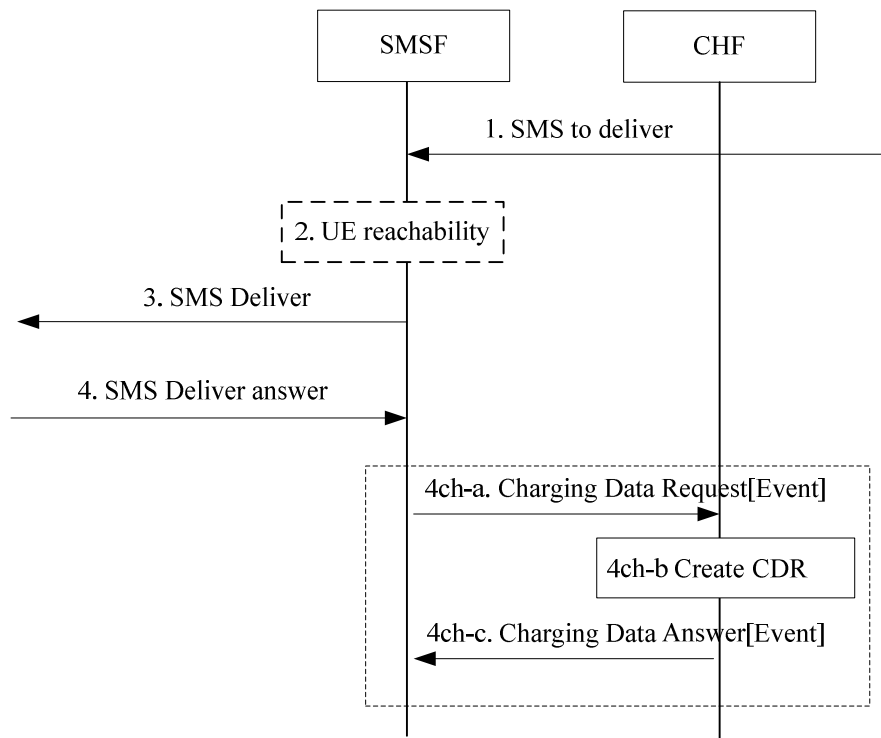 SMSF
CHF
1. SMS to deliver
2. UE reachability
3. SMS Deliver
4. SMS Deliver answer
4ch-a. Charging Data Request[Event]
4ch-b Create CDR
4ch-c. Charging Data Answer[Event]